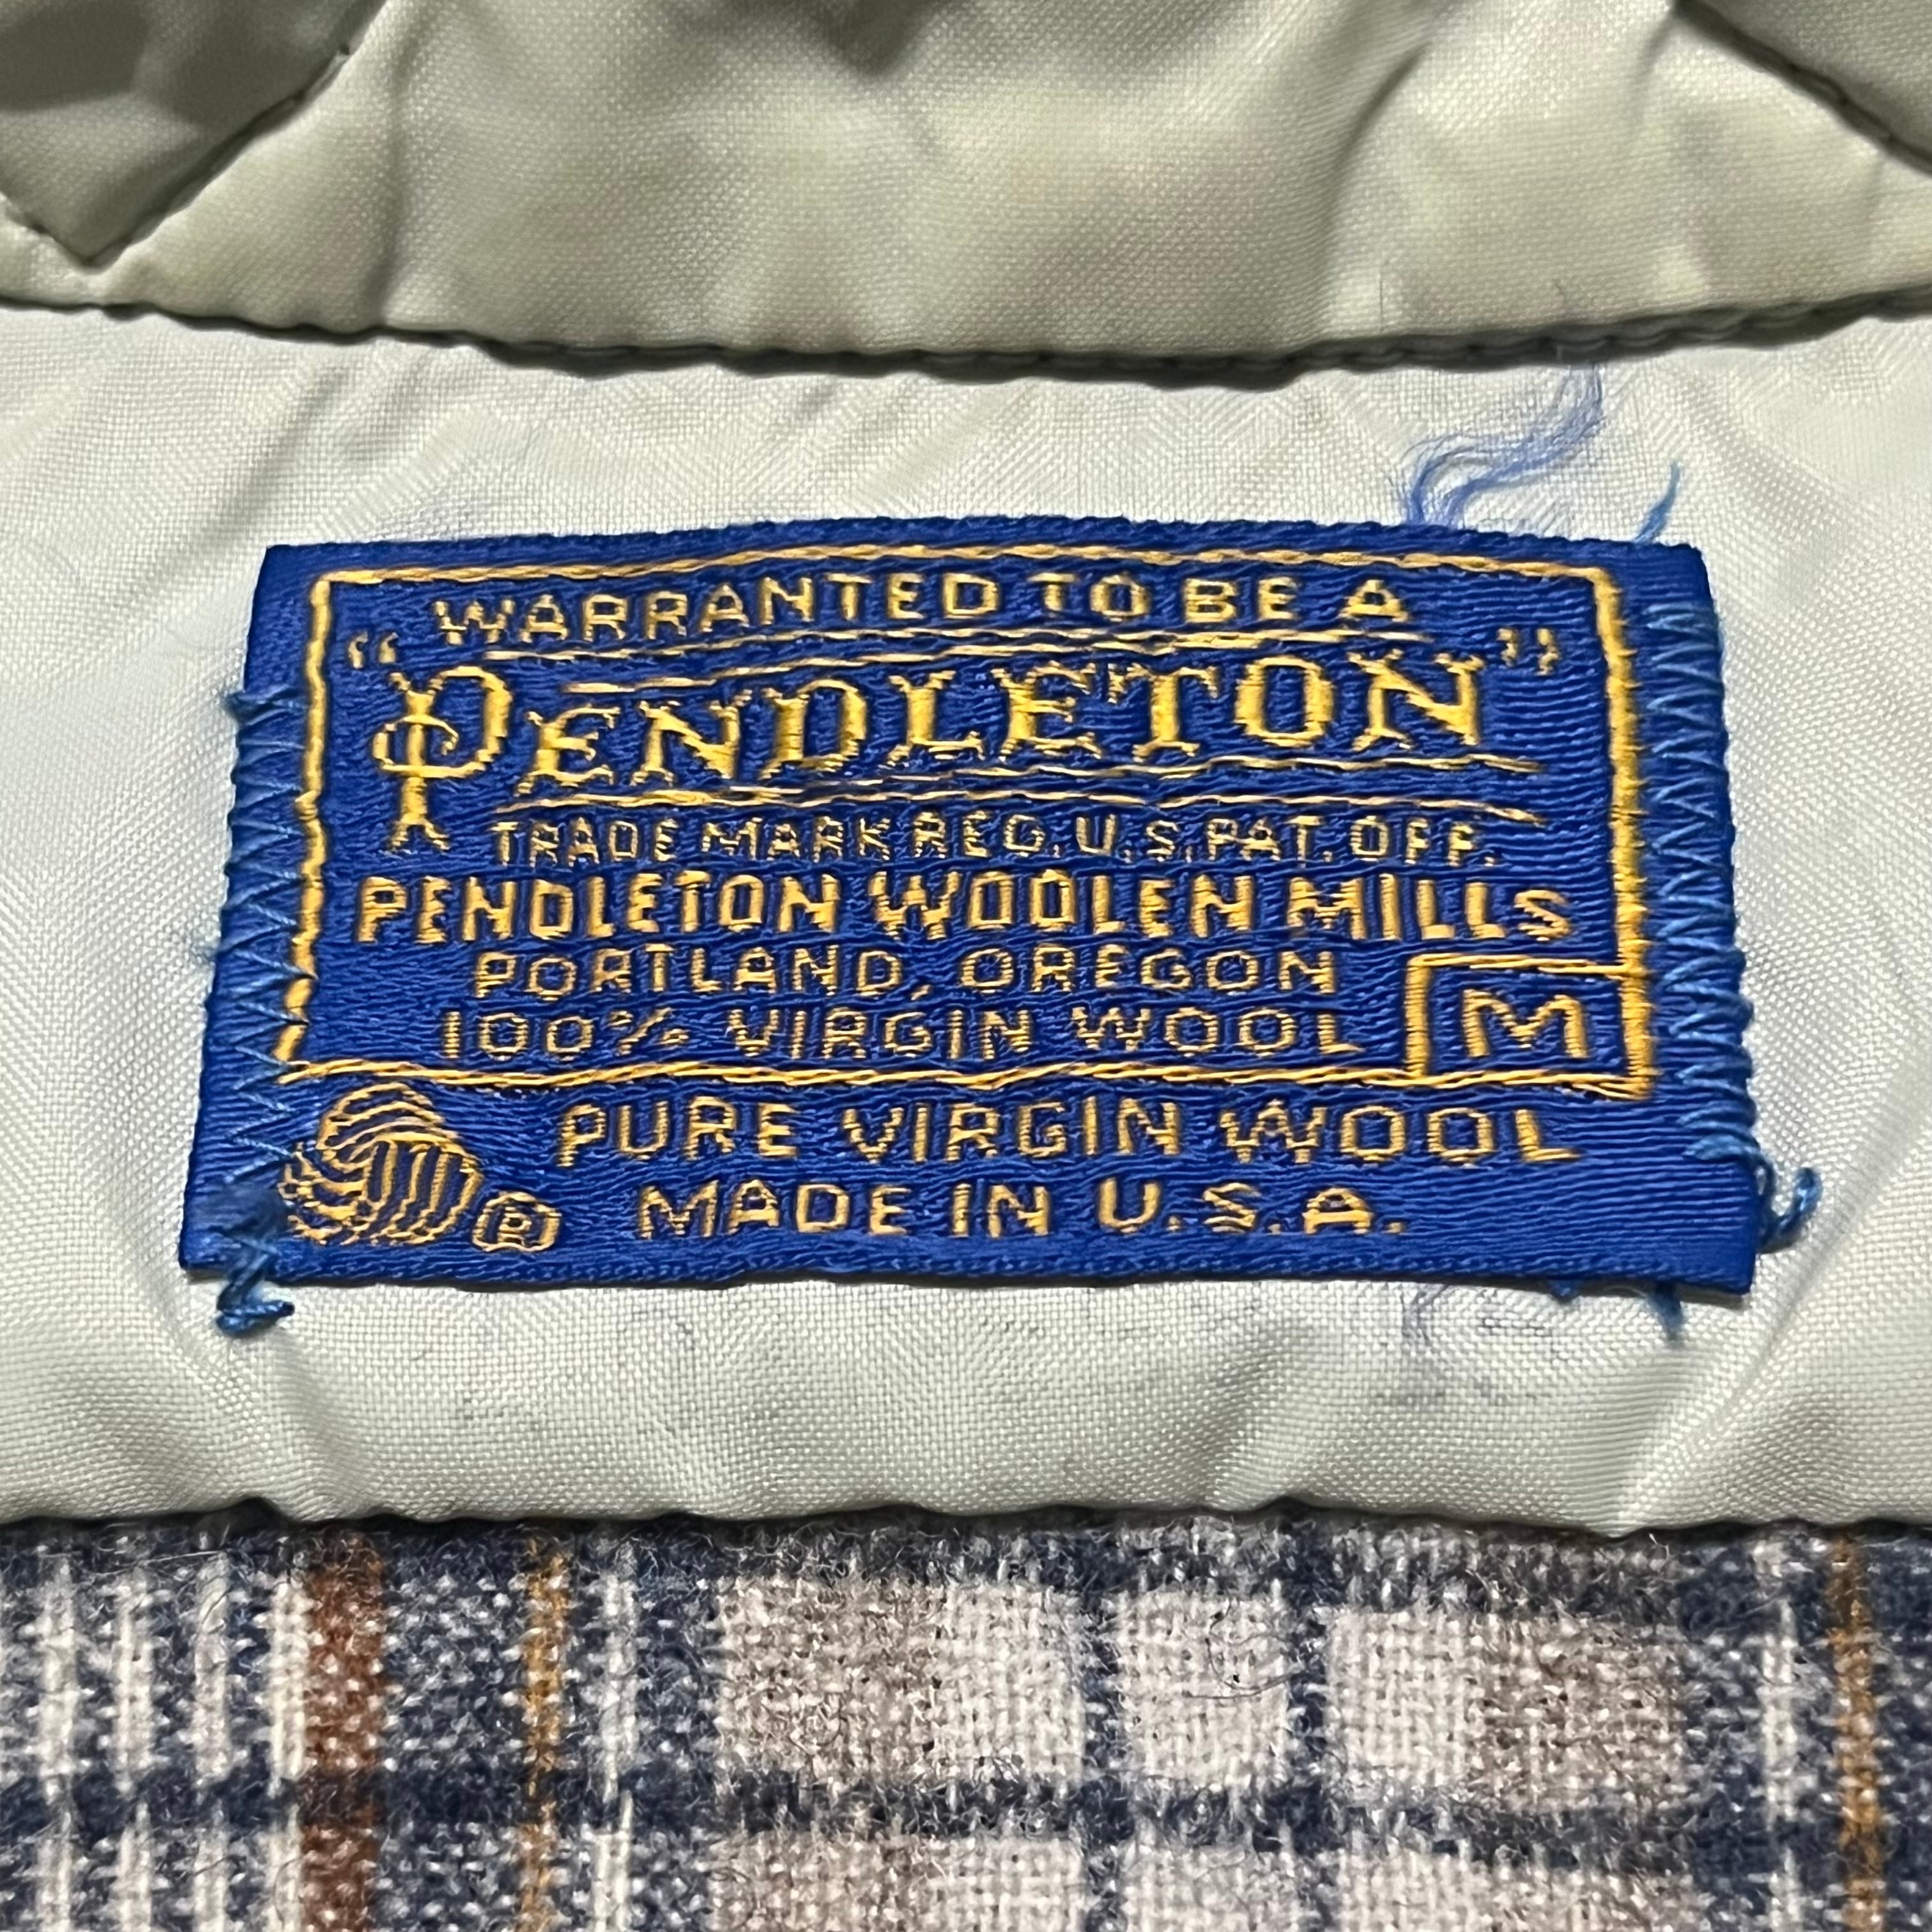 WARRANTED TO BE A
"PENDLETON"
TRADE MARK REG. U.S. PAT. OFF.
PENDLETON WOOLEN MILLS
PORTLAND, OREGON
100% VIRGIN WOOL
M
PURE VIRGIN WOOL
® MADE IN U.S.A.